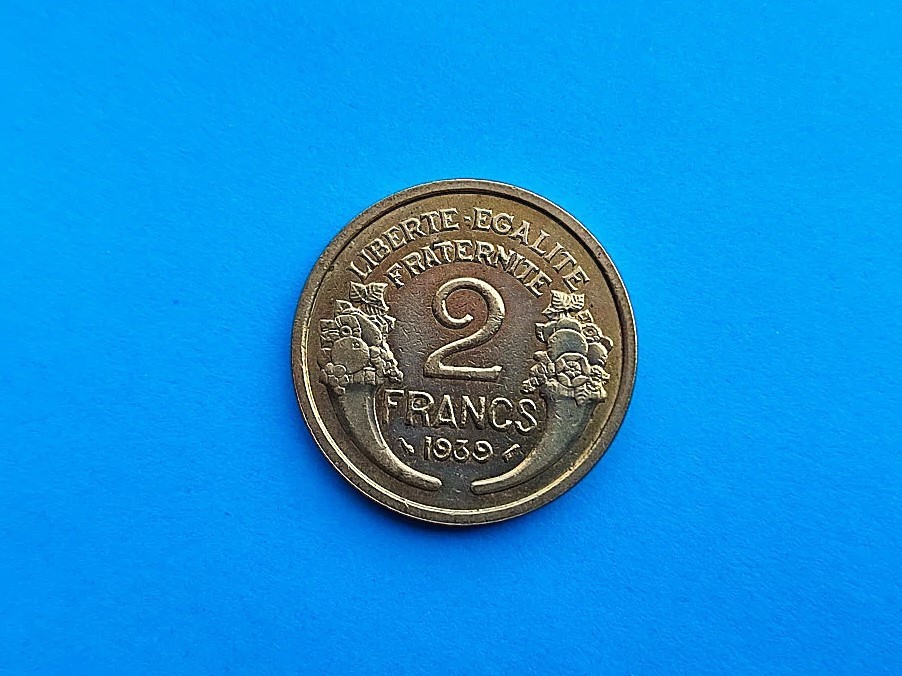 LIBERTE-EGALITE
FRATERNITE
2
FRANCS
1939